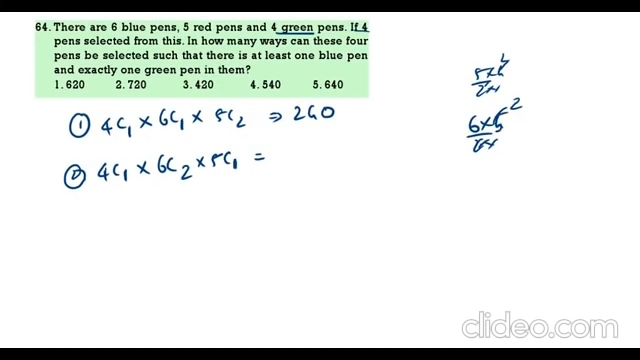 64. There are 6 blue pens, 5 red pens and 4 green pens. If 4
pens selected from this. In how many ways can these four
pens be selected such that there is at least one blue pen
and exactly one green pen in them?
1. 620 2. 720 3. 420 4. 540 5. 640
① 4C₁ × 6C₁ × 5C₂ ⇒ 240
② 4C₁ × 6C₂ × 5C₁ =
clideo.com